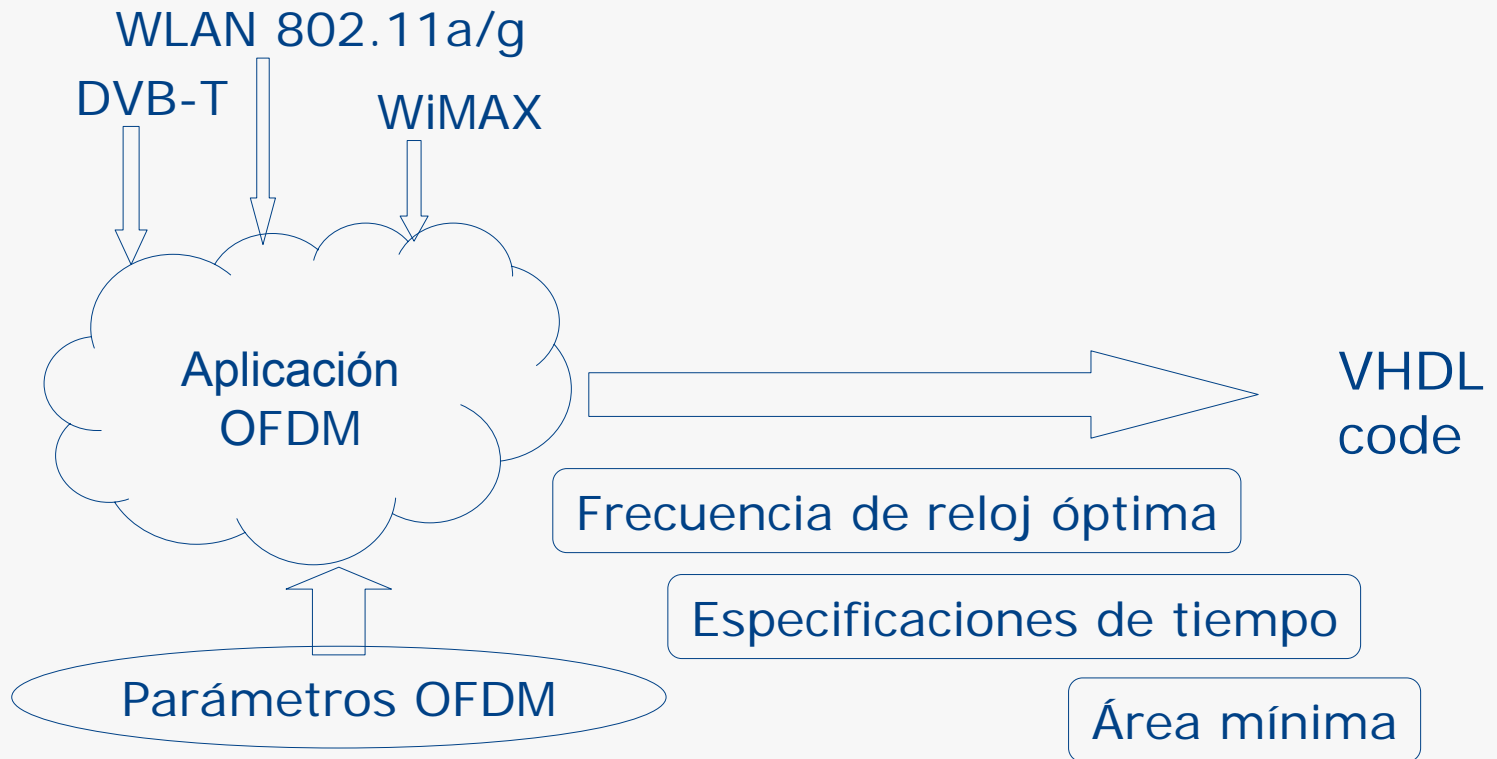 WLAN 802.11a/g
DVB-T
WiMAX
Aplicación
OFDM
VHDL
code
Frecuencia de reloj óptima
Especificaciones de tiempo
Parámetros OFDM
Área mínima